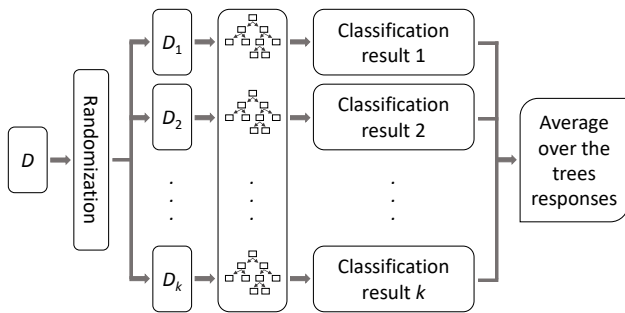 D
Randomization
D₁
Classification
result 1
D₂
Classification
result 2
. . .
. . .
. . .
Dₖ
Classification
result k
Average
over the
trees
responses